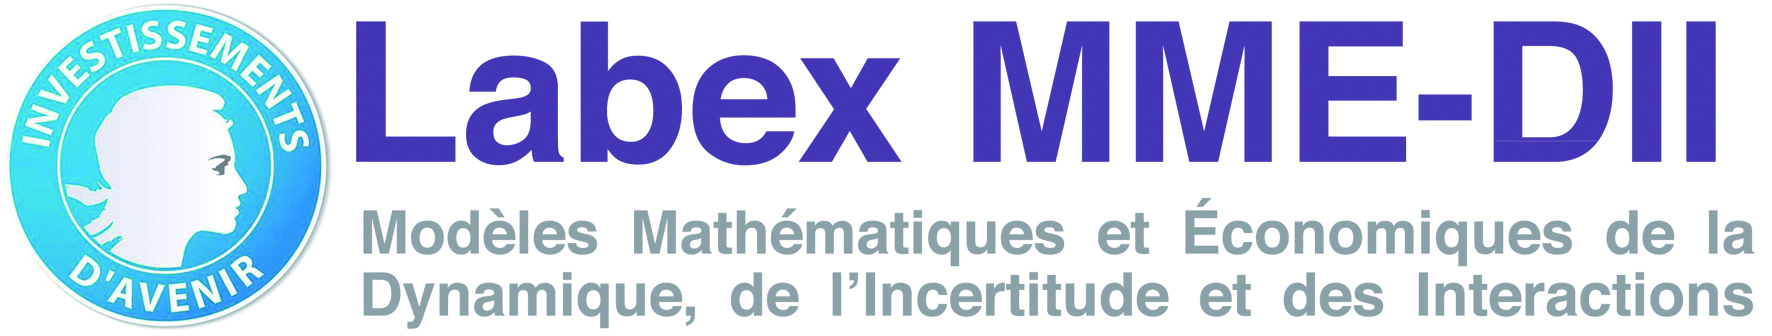 INVESTISSEMENTS
D'AVENIR
Labex MME-DII
Modèles Mathématiques et Économiques de la
Dynamique, de l’Incertitude et des Interactions